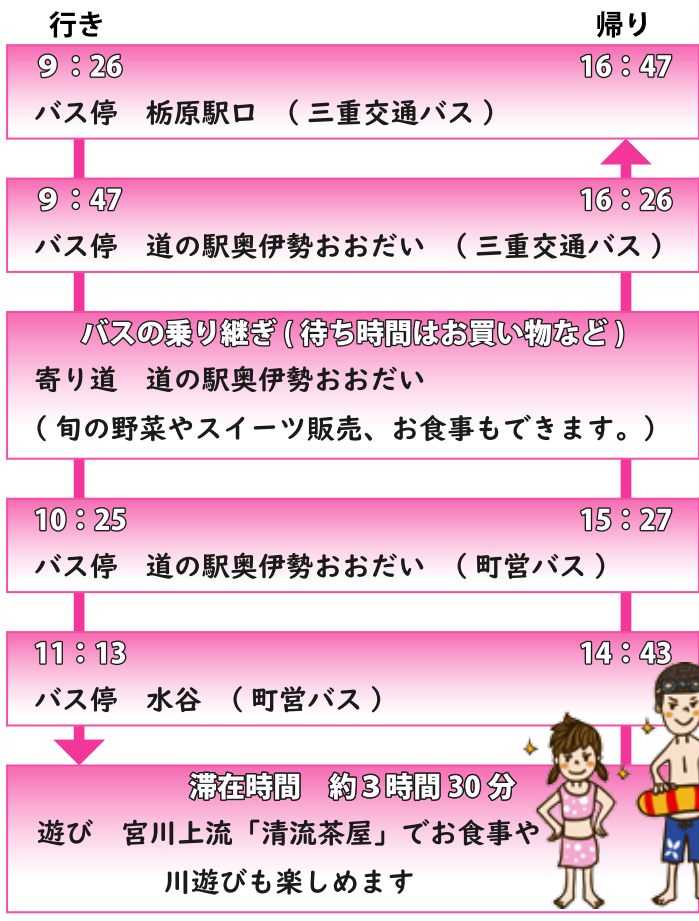 行き 帰り
9：26 16：47
バス停 栃原駅口 （三重交通バス）
9：47 16：26
バス停 道の駅奥伊勢おおだい （三重交通バス）
バスの乗り継ぎ(待ち時間はお買い物など)
寄り道 道の駅奥伊勢おおだい
（旬の野菜やスイーツ販売、お食事もできます。）
10：25 15：27
バス停 道の駅奥伊勢おおだい （町営バス）
11：13 14：43
バス停 水谷 （町営バス）
滞在時間 約３時間30分
遊び 宮川上流「清流茶屋」でお食事や
川遊びも楽しめます